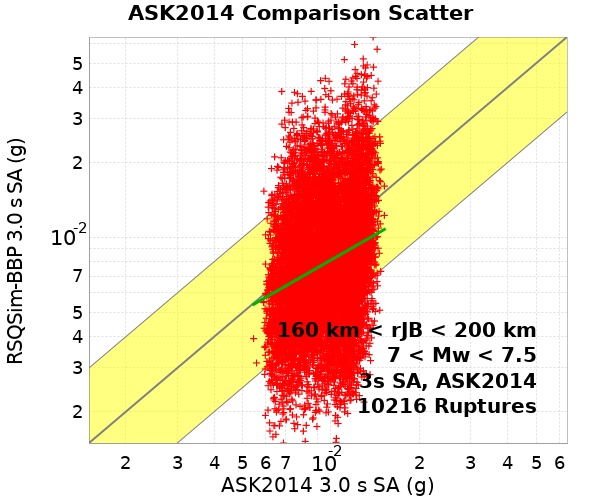 ASK2014 Comparison Scatter
RSQSim-BBP 3.0 s SA (g)
5
4
3
2
10-2
7
5
4
3
2
160 km < rJB < 200 km
7 < Mw < 7.5
3s SA, ASK2014
10216 Ruptures
2 3 4 5 6 7 10-2 2 3 4 5 6
ASK2014 3.0 s SA (g)